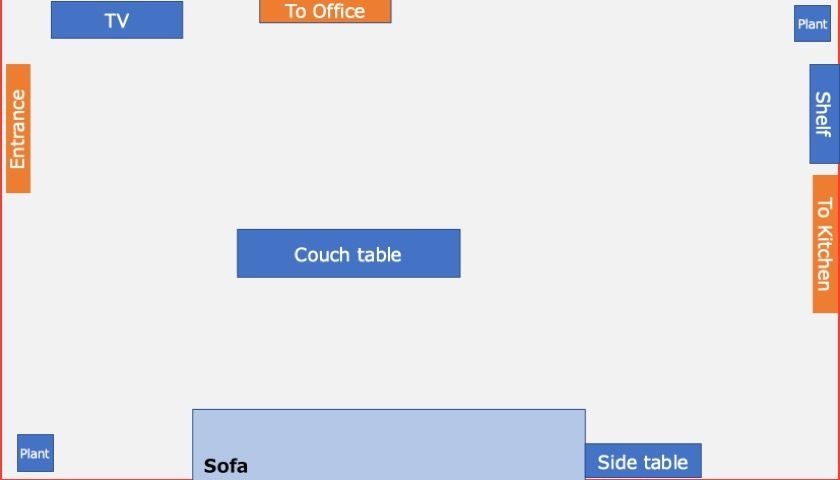 TV
To Office
Plant
Entrance
Shelf
To Kitchen
Couch table
Plant
Sofa
Side table